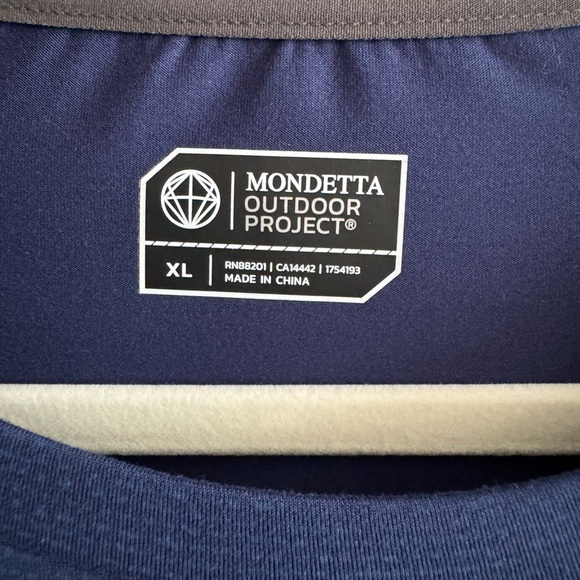 MONDETTA
OUTDOOR
PROJECT®
XL
RN88201 | CA14442 | 1754193
MADE IN CHINA